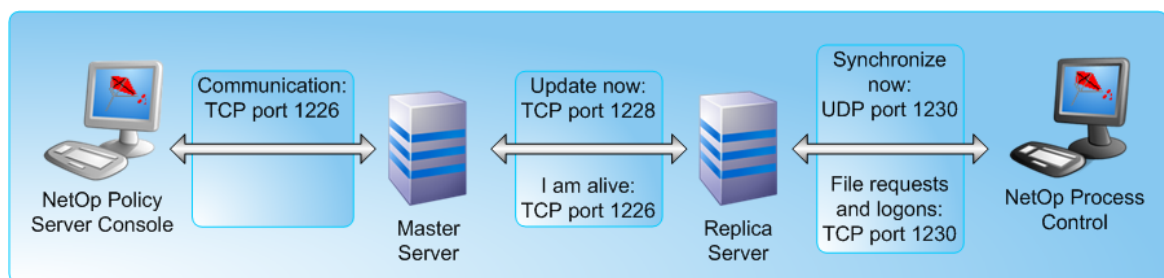 Communication:
TCP port 1226
NetOp Policy
Server Console
Master
Server
Update now:
TCP port 1228
I am alive:
TCP port 1226
Replica
Server
Synchronize
now:
UDP port 1230
File requests
and logons:
TCP port 1230
NetOp Process
Control